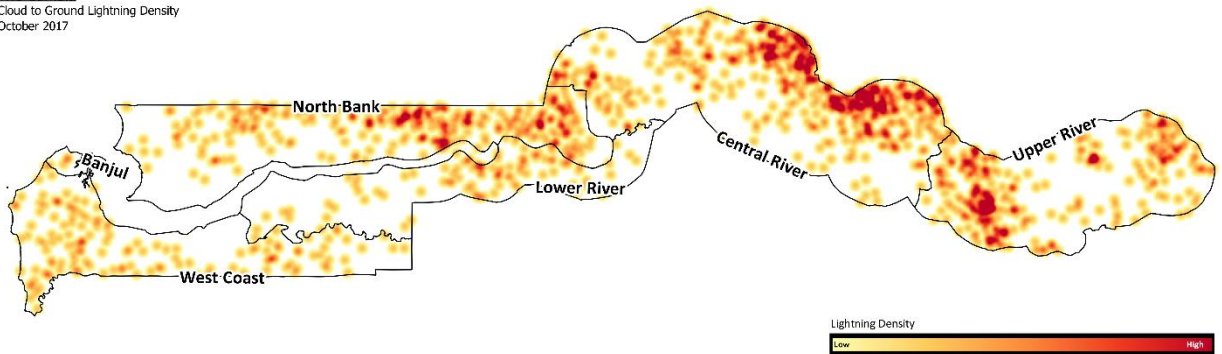 Cloud to Ground Lightning Density
October 2017
North Bank
Banjul
Central River
Upper River
Lower River
West Coast
Lightning Density
Low
High